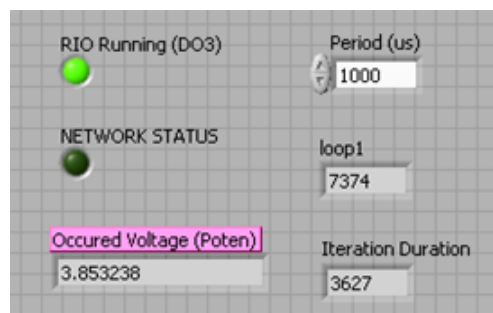 RIO Running (DO3)
Period (us)
1000
NETWORK STATUS
loop1
7374
Occured Voltage (Poten)
3.853238
Iteration Duration
3627